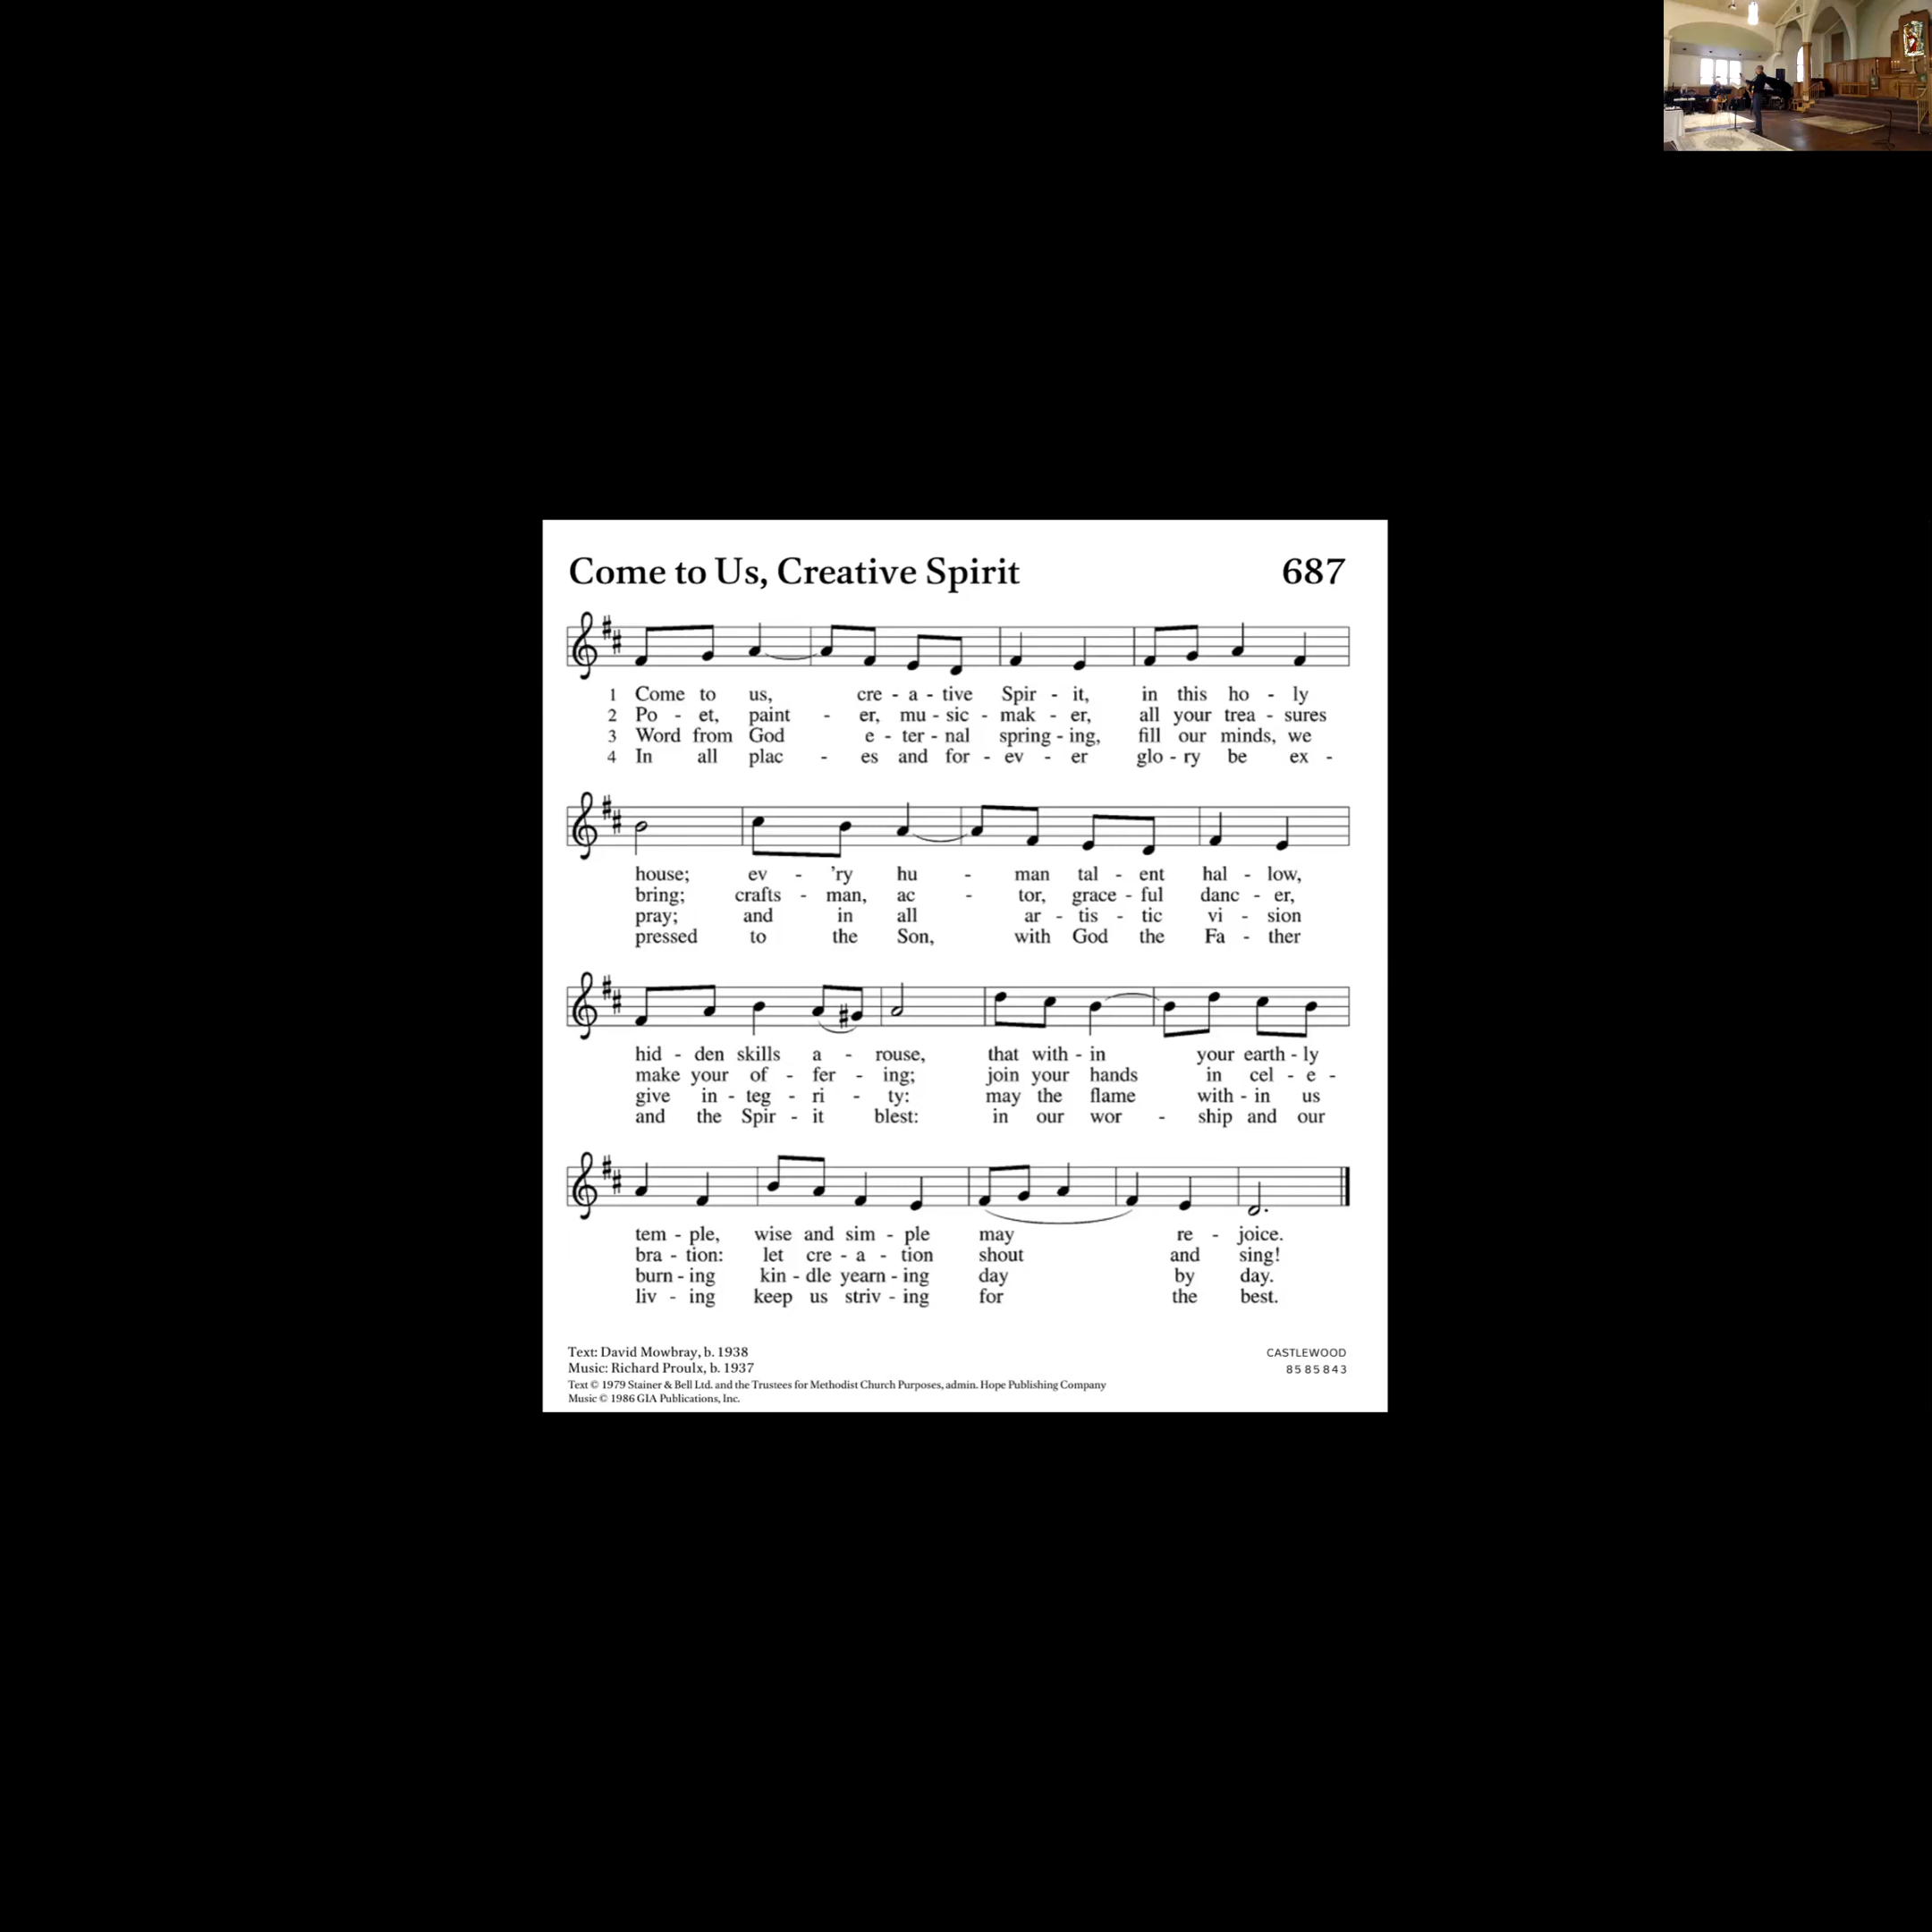 Come to Us, Creative Spirit 687
1 Come to us, cre - a - tive Spir - it, in this ho - ly
2 Po - et, paint - er, mu - sic - mak - er, all your trea - sures
3 Word from God e - ter - nal spring - ing, fill our minds, we
4 In all plac - es and for - ev - er glo - ry be ex -
house; ev - 'ry hu - man tal - ent hal - low,
bring; crafts - man, ac - tor, grace - ful danc - er,
pray; and in all ar - tis - tic vi - sion
pressed to the Son, with God the Fa - ther
hid - den skills a - rouse, that with - in your earth - ly
make your of - fer - ing; join your hands in cel - e -
give in - teg - ri - ty: may the flame with - in us
and the Spir - it blest: in our wor - ship and our
tem - ple, wise and sim - ple may re - joice.
bra - tion: let cre - a - tion shout and sing!
burn - ing kin - dle yearn - ing day by day.
liv - ing keep us striv - ing for the best.
Text: David Mowbray, b. 1938 CASTLEWOOD
Music: Richard Proulx, b. 1937 8 5 8 5 8 4 3
Text © 1979 Stainer & Bell Ltd. and the Trustees for Methodist Church Purposes, admin. Hope Publishing Company
Music © 1986 GIA Publications, Inc.